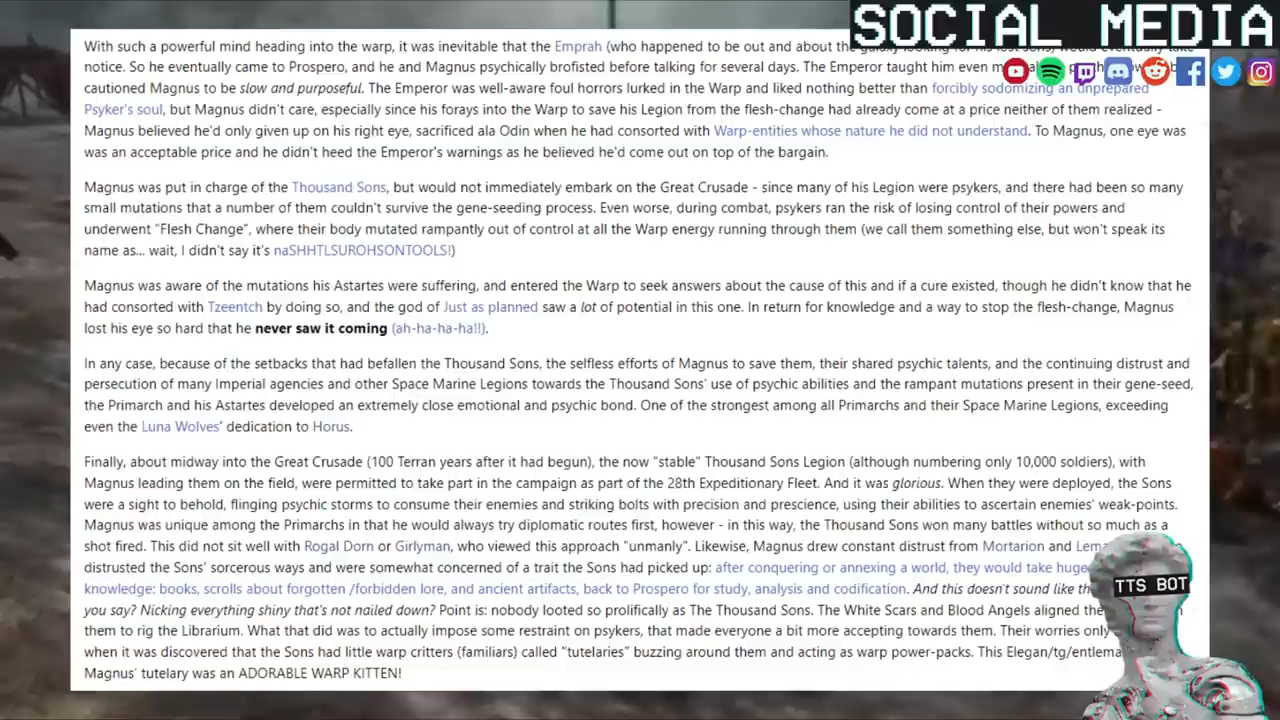 SOCIAL MEDIA
With such a powerful mind heading into the warp, it was inevitable that the Emprah (who happened to be out and about the galaxy looking for his lost sons) would eventually take
notice. So he eventually came to Prospero, and he and Magnus psychically brofisted before talking for several days. The Emperor taught him even
cautioned Magnus to be slow and purposeful. The Emperor was well-aware foul horrors lurked in the Warp and liked nothing better than forcibly sodomizing an unprepared
Psyker's soul, but Magnus didn't care, especially since his forays into the Warp to save his Legion from the flesh-change had already come at a price neither of them realized -
Magnus believed he'd only given up on his right eye, sacrificed ala Odin when he had consorted with Warp-entities whose nature he did not understand. To Magnus, one eye was
was an acceptable price and he didn't heed the Emperor's warnings as he believed he'd come out on top of the bargain.
Magnus was put in charge of the Thousand Sons, but would not immediately embark on the Great Crusade - since many of his Legion were psykers, and there had been so many
small mutations that a number of them couldn't survive the gene-seeding process. Even worse, during combat, psykers ran the risk of losing control of their powers and
underwent "Flesh Change", where their body mutated rampantly out of control at all the Warp energy running through them (we call them something else, but won't speak its
name as... wait, I didn't say it's naSHHTLSUROHSONTOOLS!)
Magnus was aware of the mutations his Astartes were suffering, and entered the Warp to seek answers about the cause of this and if a cure existed, though he didn't know that he
had consorted with Tzeentch by doing so, and the god of Just as planned saw a lot of potential in this one. In return for knowledge and a way to stop the flesh-change, Magnus
lost his eye so hard that he never saw it coming (ah-ha-ha-ha!!).
In any case, because of the setbacks that had befallen the Thousand Sons, the selfless efforts of Magnus to save them, their shared psychic talents, and the continuing distrust and
persecution of many Imperial agencies and other Space Marine Legions towards the Thousand Sons' use of psychic abilities and the rampant mutations present in their gene-seed,
the Primarch and his Astartes developed an extremely close emotional and psychic bond. One of the strongest among all Primarchs and their Space Marine Legions, exceeding
even the Luna Wolves' dedication to Horus.
Finally, about midway into the Great Crusade (100 Terran years after it had begun), the now "stable" Thousand Sons Legion (although numbering only 10,000 soldiers), with
Magnus leading them on the field, were permitted to take part in the campaign as part of the 28th Expeditionary Fleet. And it was glorious. When they were deployed, the Sons
were a sight to behold, flinging psychic storms to consume their enemies and striking bolts with precision and prescience, using their abilities to ascertain enemies' weak-points.
Magnus was unique among the Primarchs in that he would always try diplomatic routes first, however - in this way, the Thousand Sons won many battles without so much as a
shot fired. This did not sit well with Rogal Dorn or Girlyman, who viewed this approach "unmanly". Likewise, Magnus drew constant distrust from Mortarion and
distrusted the Sons' sorcerous ways and were somewhat concerned of a trait the Sons had picked up: after conquering or annexing a world, they would take huge
knowledge: books, scrolls about forgotten /forbidden lore, and ancient artifacts, back to Prospero for study, analysis and codification. And this doesn't sound like
you say? Nicking everything shiny that's not nailed down? Point is: nobody looted so prolifically as The Thousand Sons. The White Scars and Blood Angels aligned
them to rig the Librarium. What that did was to actually impose some restraint on psykers, that made everyone a bit more accepting towards them. Their worries only
when it was discovered that the Sons had little warp critters (familiars) called "tutelaries" buzzing around them and acting as warp power-packs. This
Magnus' tutelary was an ADORABLE WARP KITTEN!
TTS BOT